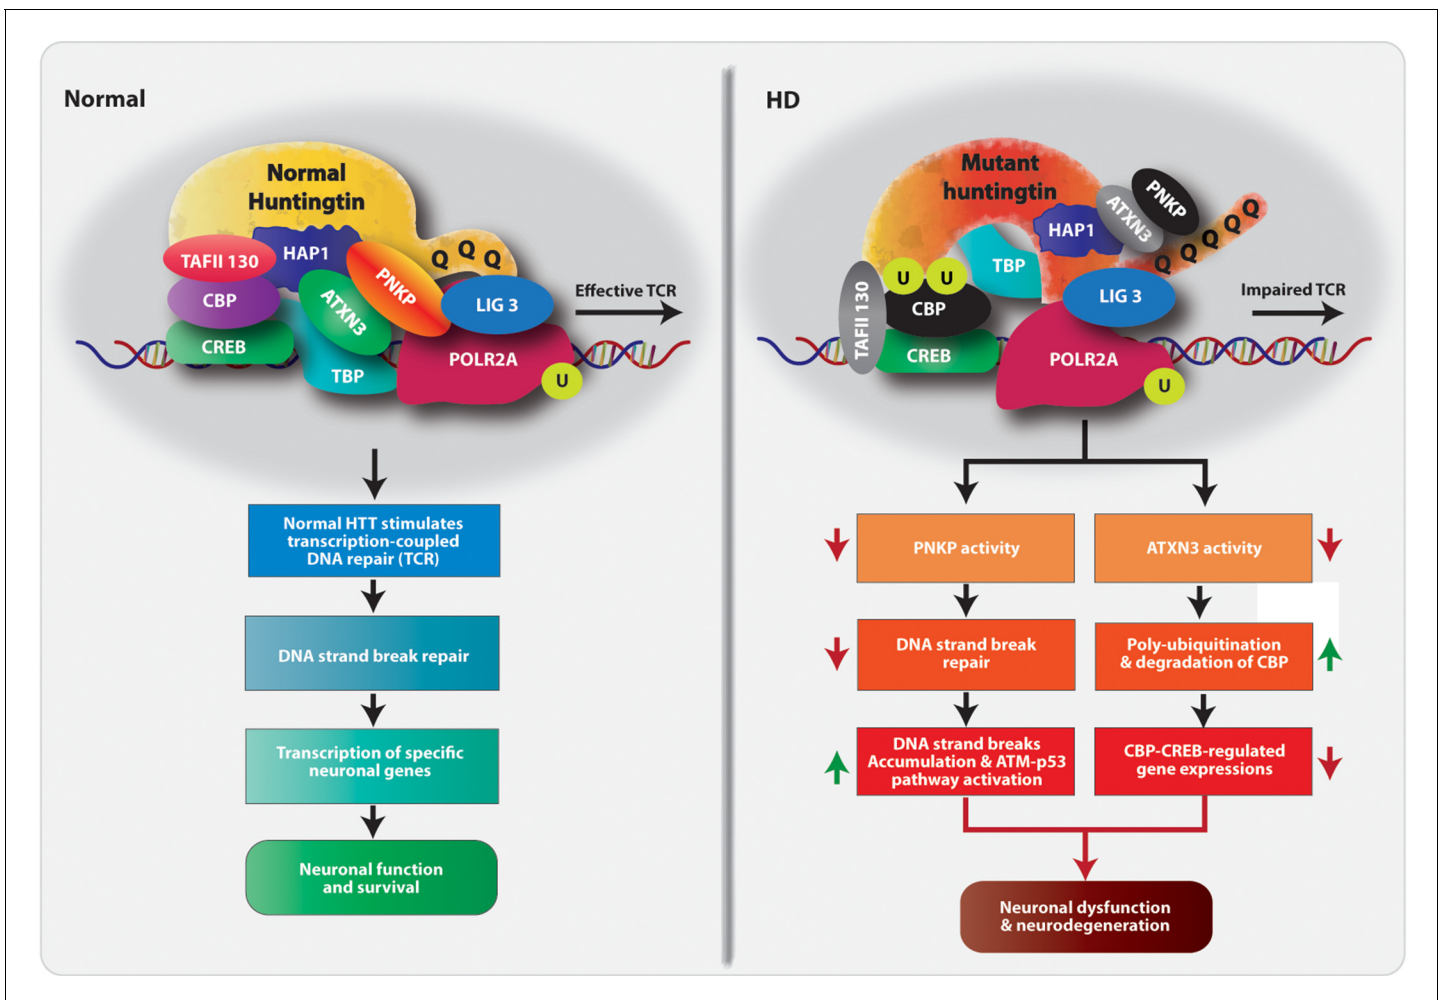 Normal
Normal
Huntingtin
TAFII 130
HAP1
Q Q Q
CBP
ATXN3
PNKP
LIG 3
CREB
TBP
POLR2A
U
Effective TCR
Normal HTT stimulates
transcription-coupled
DNA repair (TCR)
DNA strand break repair
Transcription of specific
neuronal genes
Neuronal function
and survival
HD
Mutant
huntingtin
HAP1
ATXN3
PNKP
Q Q Q Q
TBP
U U
TAFII 130
CBP
LIG 3
CREB
POLR2A
U
Impaired TCR
PNKP activity
ATXN3 activity
DNA strand break
repair
Poly-ubiquitination
& degradation of CBP
DNA strand breaks
Accumulation & ATM-p53
pathway activation
CBP-CREB-regulated
gene expressions
Neuronal dysfunction
& neurodegeneration